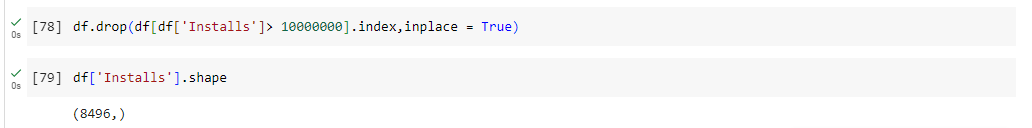 [78] df.drop(df[df['Installs']> 10000000].index,inplace = True)
0s
[79] df['Installs'].shape
0s
(8496,)